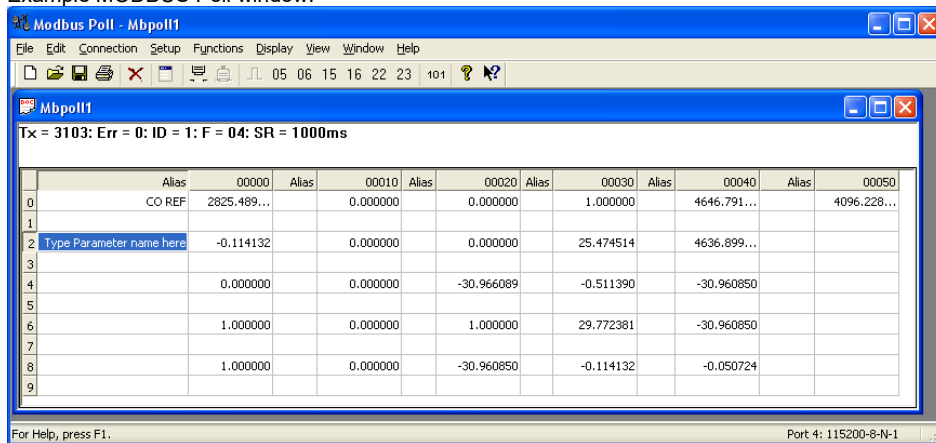 Modbus Poll - Mbpoll1
File Edit Connection Setup Functions Display View Window Help
05 06 15 16 22 23 101
Mbpoll1
Tx = 3103: Err = 0: ID = 1: F = 04: SR = 1000ms
Alias 00000 Alias 00010 Alias 00020 Alias 00030 Alias 00040 Alias 00050
0 CO REF 2825.489... 0.000000 0.000000 1.000000 4646.791... 4096.228...
1
2 Type Parameter name here -0.114132 0.000000 0.000000 25.474514 4636.899...
3
4 0.000000 0.000000 -30.966089 -0.511390 -30.960850
5
6 1.000000 0.000000 1.000000 29.772381 -30.960850
7
8 1.000000 0.000000 -30.960850 -0.114132 -0.050724
9
For Help, press F1. Port 4: 115200-8-N-1